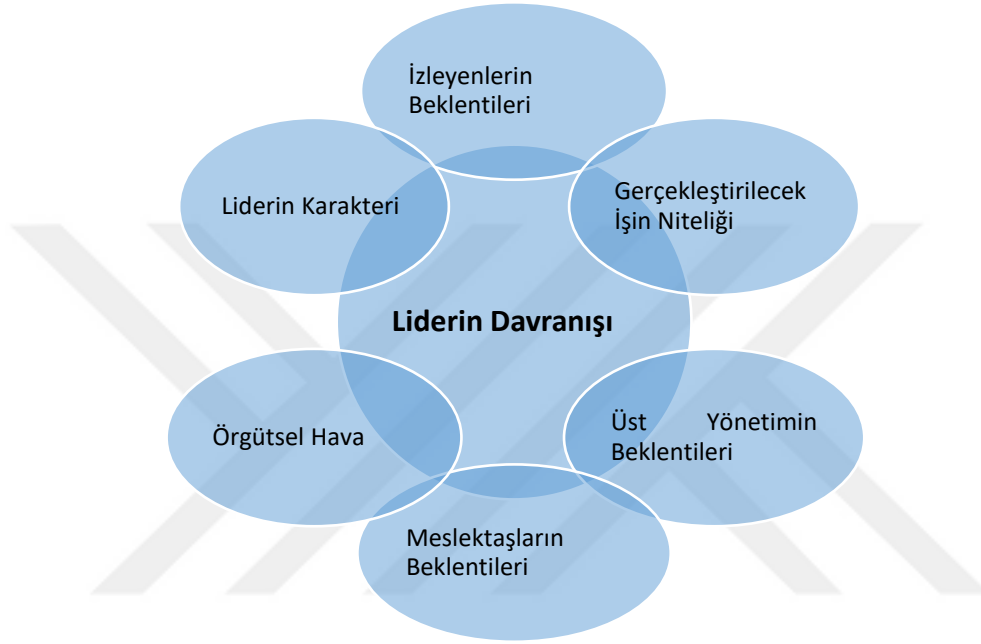 İzleyenlerin
Beklentileri
Liderin Karakteri
Gerçekleştirilecek
İşin Niteliği
Liderin Davranışı
Örgütsel Hava
Üst Yönetimin
Beklentileri
Meslektaşların
Beklentileri